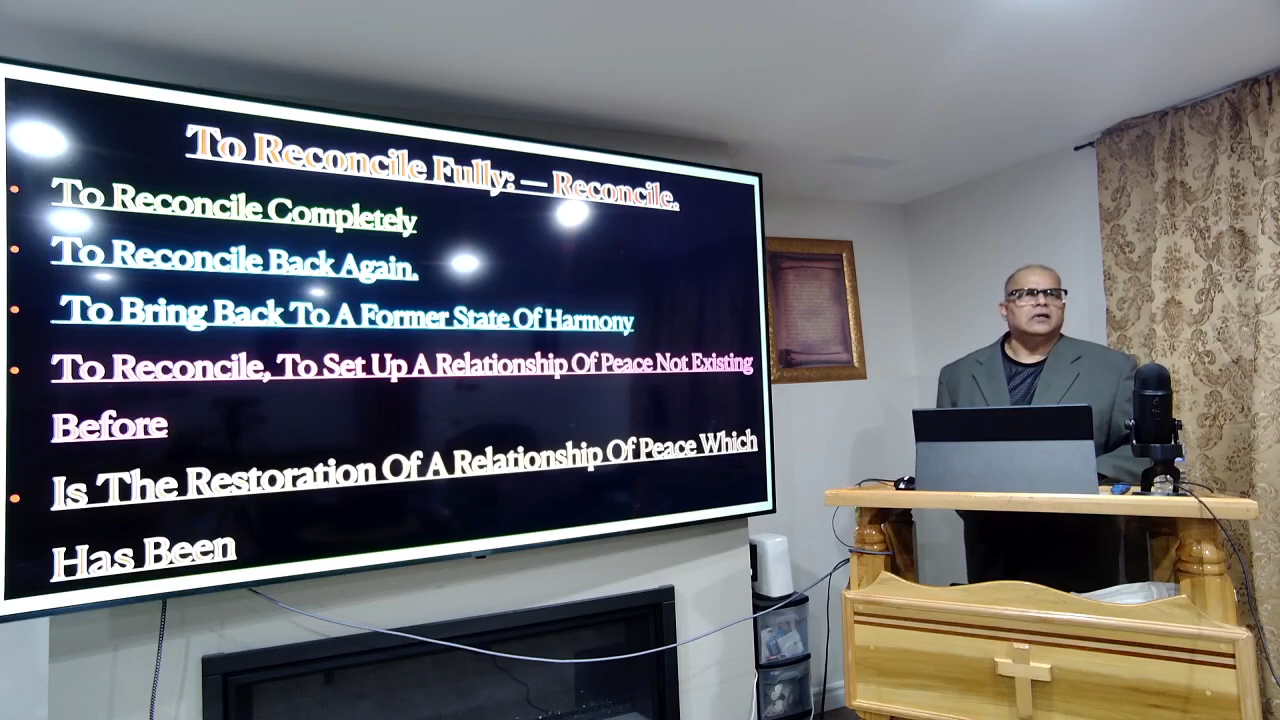 To Reconcile Fully: — Reconcile.
To Reconcile Completely
To Reconcile Back Again.
To Bring Back To A Former State Of Harmony
To Reconcile, To Set Up A Relationship Of Peace Not Existing
Before
Is The Restoration Of A Relationship Of Peace Which
Has Been